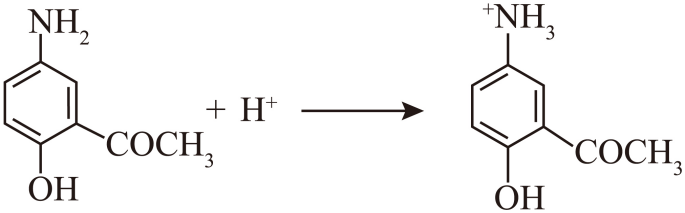 NH₂
COCH₃
OH
+ H⁺
⁺NH₃
COCH₃
OH